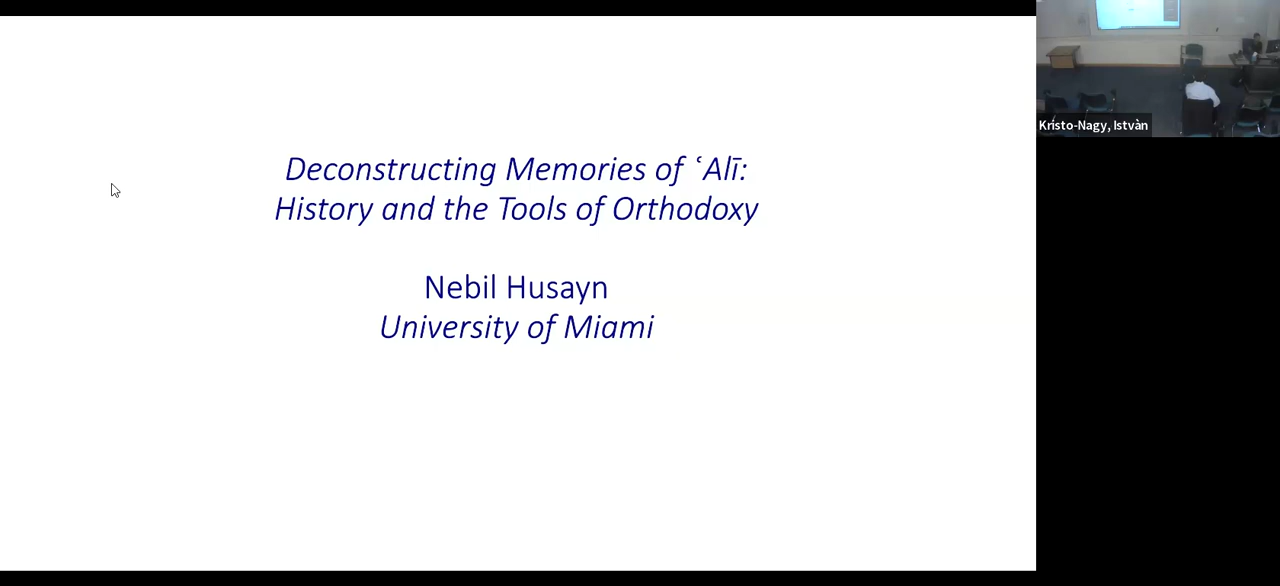 Deconstructing Memories of ʿAlī:
History and the Tools of Orthodoxy
Nebil Husayn
University of Miami
Kristo-Nagy, Istvàn